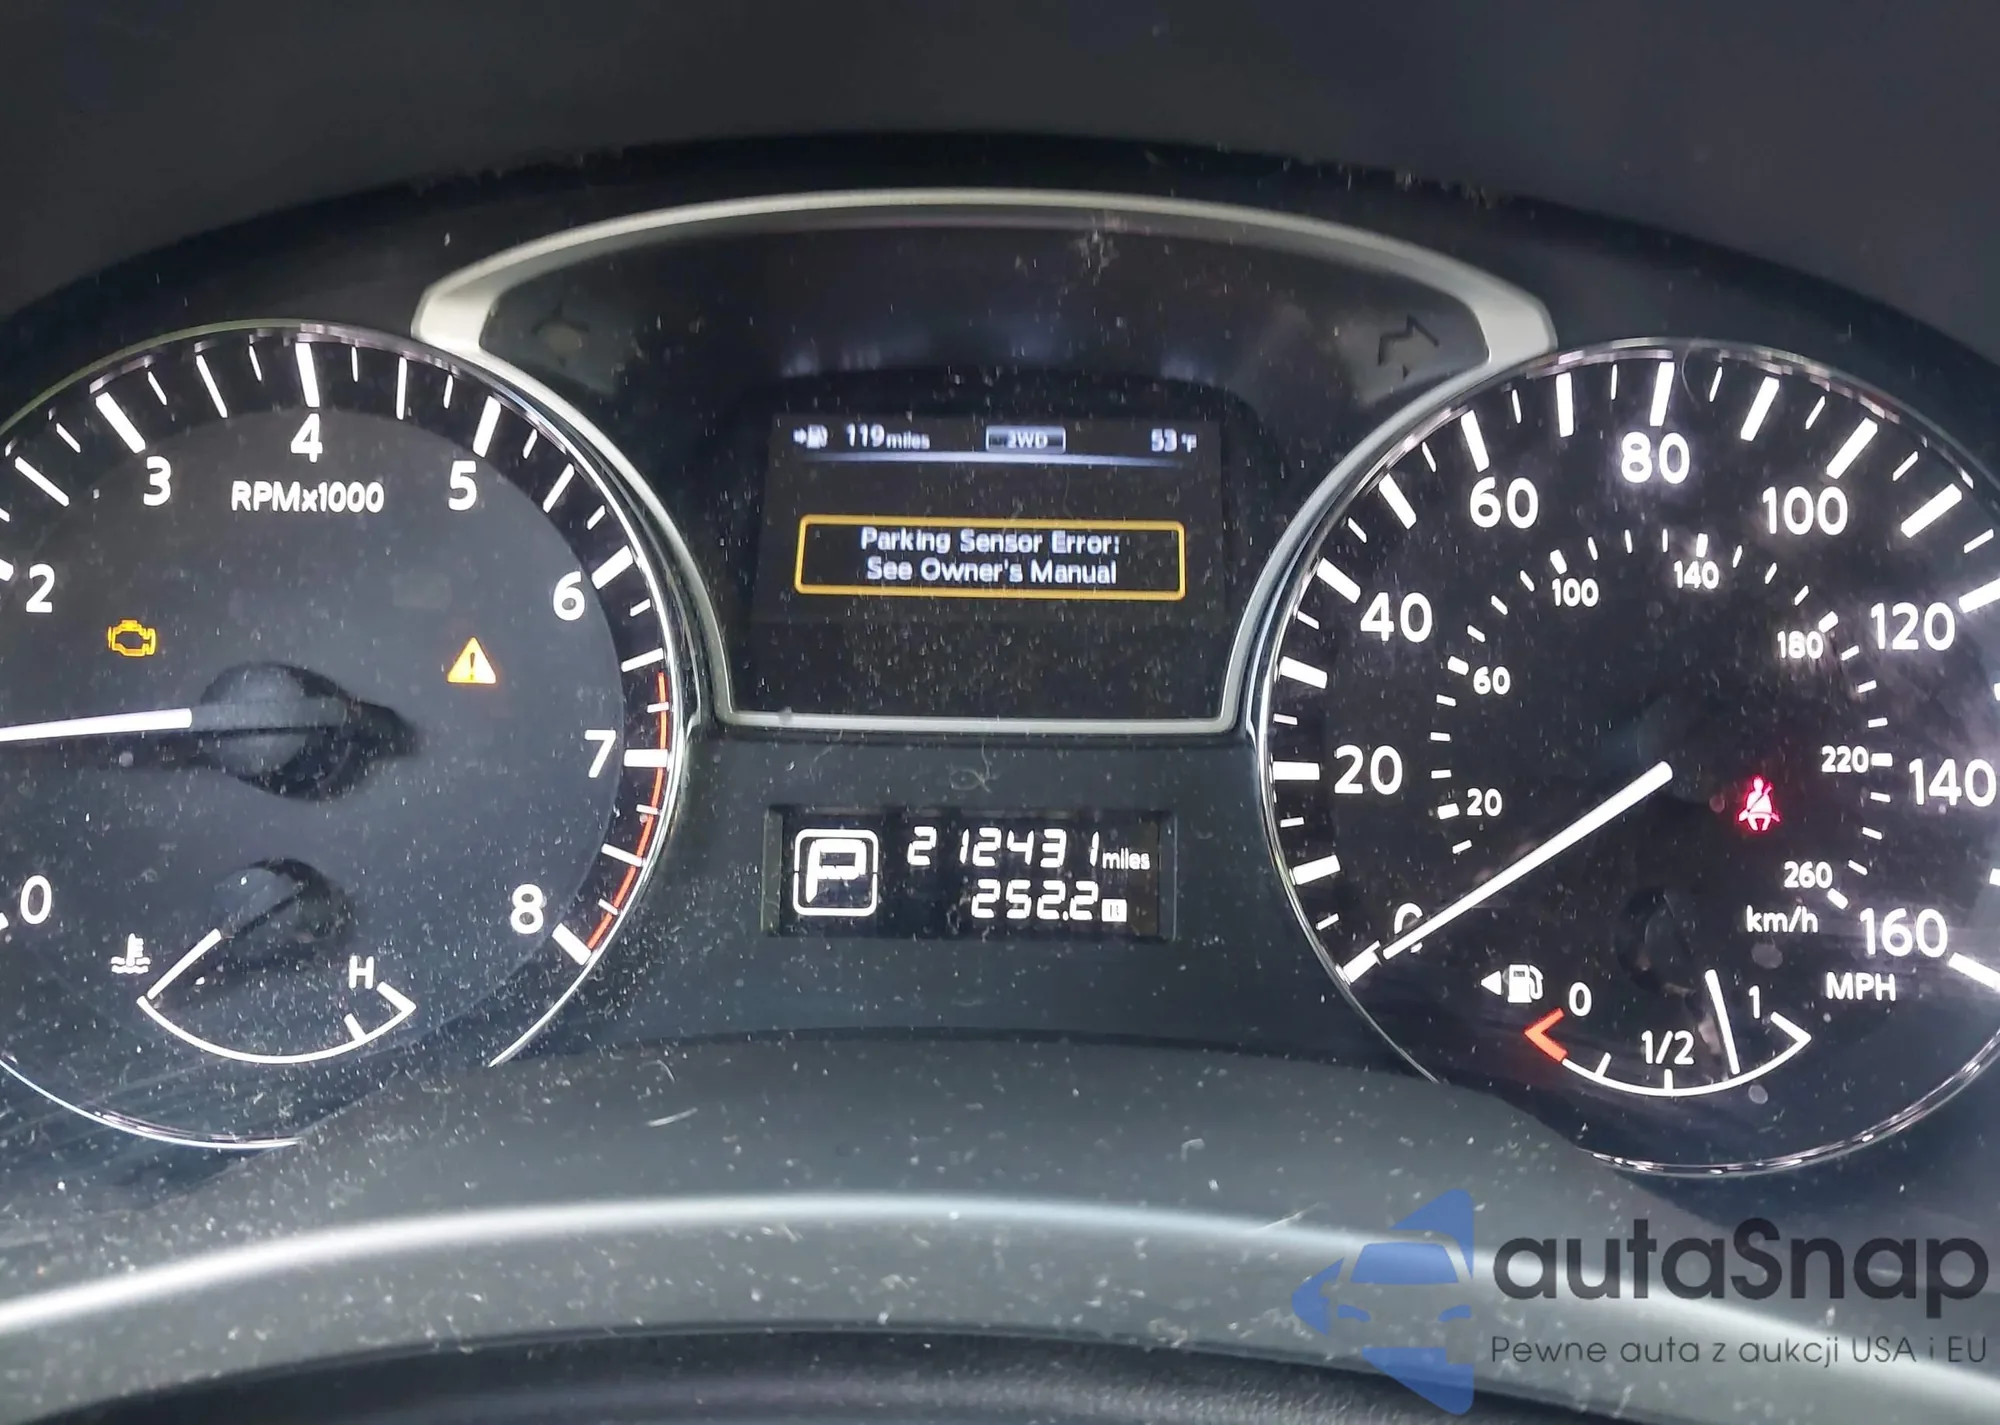 119miles 2WD 53°F
Parking Sensor Error:
See Owner's Manual
0
2
3
4
5
6
7
8
RPMx1000
H
P 212431miles
252.2 B
0
20
40
60
80
100
120
140
160
MPH
20
60
100
140
180
220
260
km/h
0 1/2 1
autaSnap
Pewne auta z aukcji USA i EU